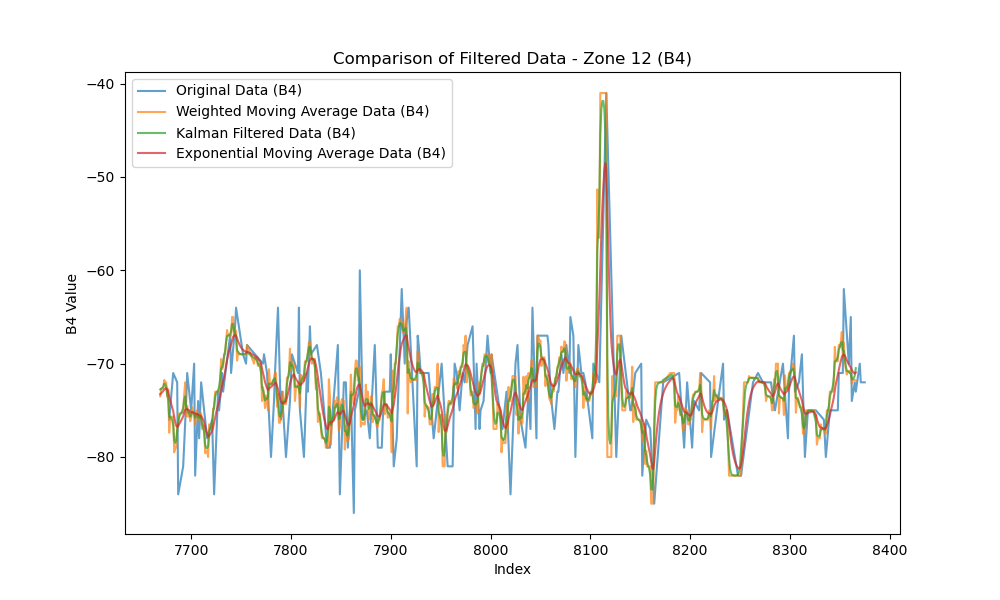 Comparison of Filtered Data - Zone 12 (B4)
Original Data (B4)
Weighted Moving Average Data (B4)
Kalman Filtered Data (B4)
Exponential Moving Average Data (B4)
B4 Value
−40
−50
−60
−70
−80
7700 7800 7900 8000 8100 8200 8300 8400
Index